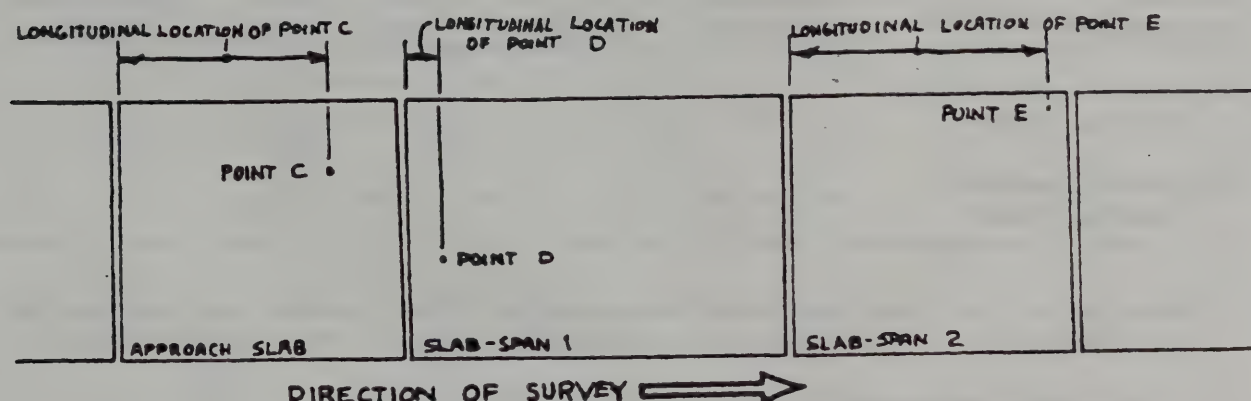 LONGITUDINAL LOCATION OF POINT C
LONGITUDINAL LOCATION
OF POINT D
LONGITUDINAL LOCATION OF POINT E
POINT E
POINT C
POINT D
APPROACH SLAB
SLAB-SPAN 1
SLAB-SPAN 2
DIRECTION OF SURVEY